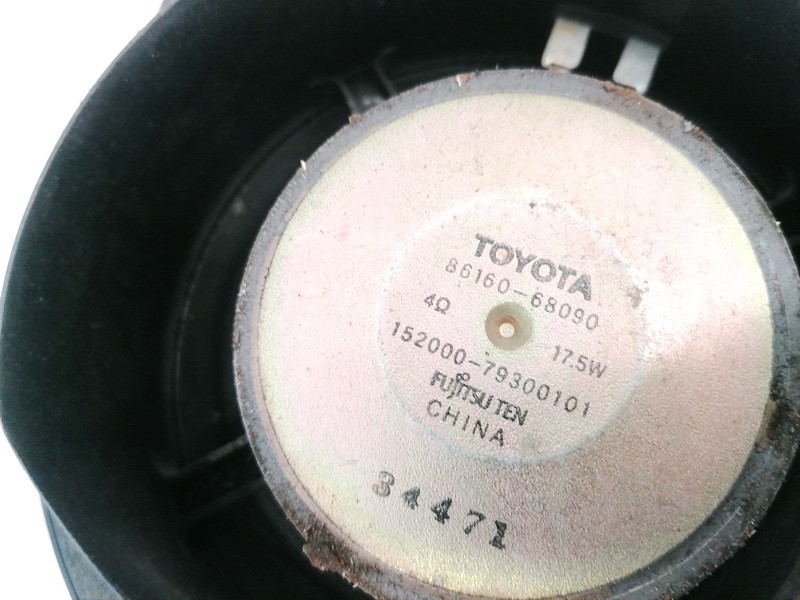 TOYOTA
86160-68090
4Ω 17.5W
152000-79300101
FUJITSU TEN
CHINA
34471